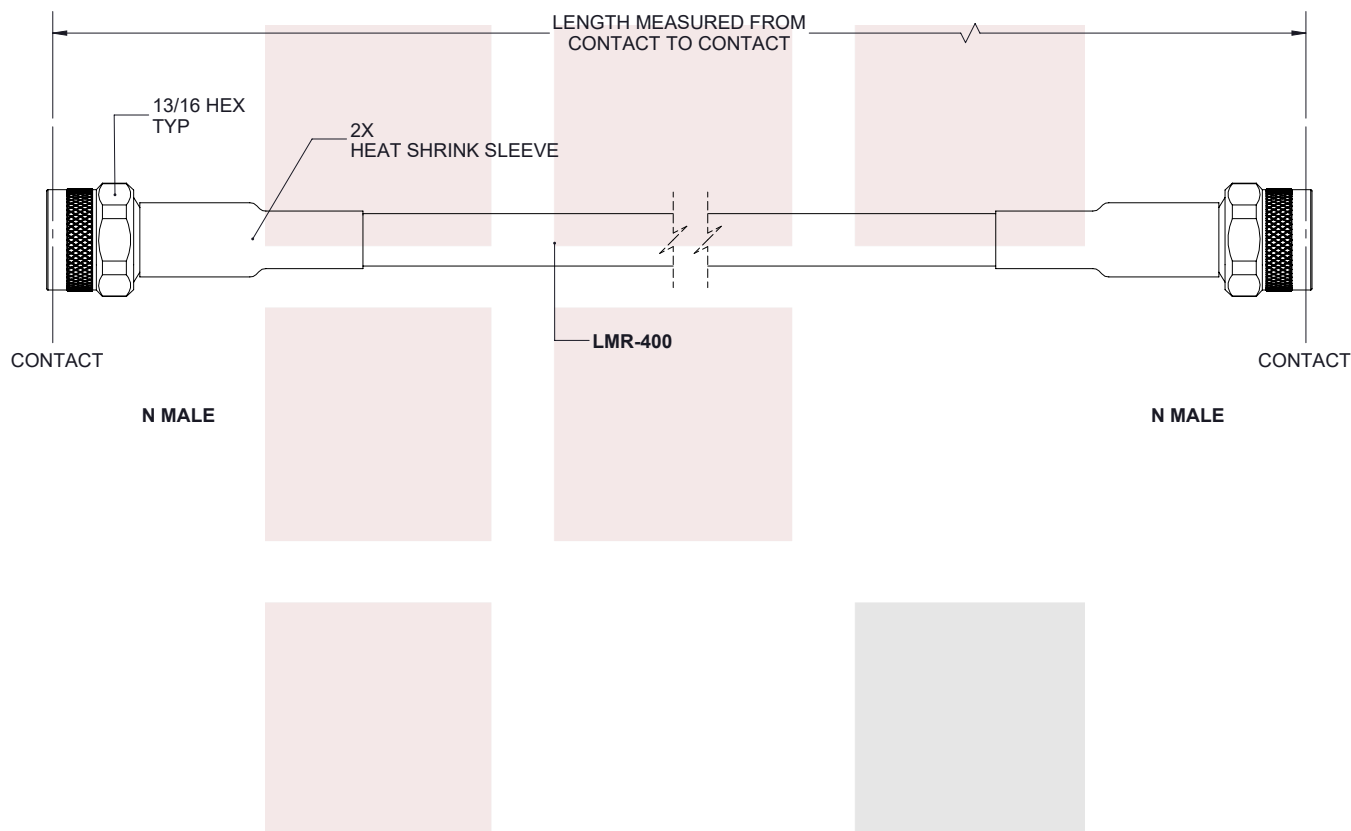 LENGTH MEASURED FROM
CONTACT TO CONTACT
13/16 HEX
TYP
2X
HEAT SHRINK SLEEVE
LMR-400
CONTACT
CONTACT
N MALE
N MALE